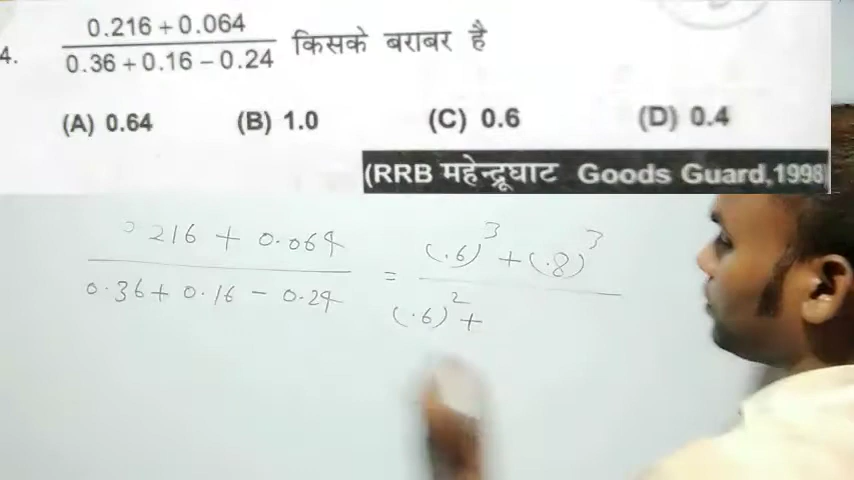 4. 0.216 + 0.064 / 0.36 + 0.16 - 0.24 किसके बराबर है
(A) 0.64 (B) 1.0 (C) 0.6 (D) 0.4
(RRB महेन्द्रूघाट Goods Guard,1998)
0.216 + 0.064 / 0.36 + 0.16 - 0.24 = (.6)³ + (.8)³ / (.6)² +